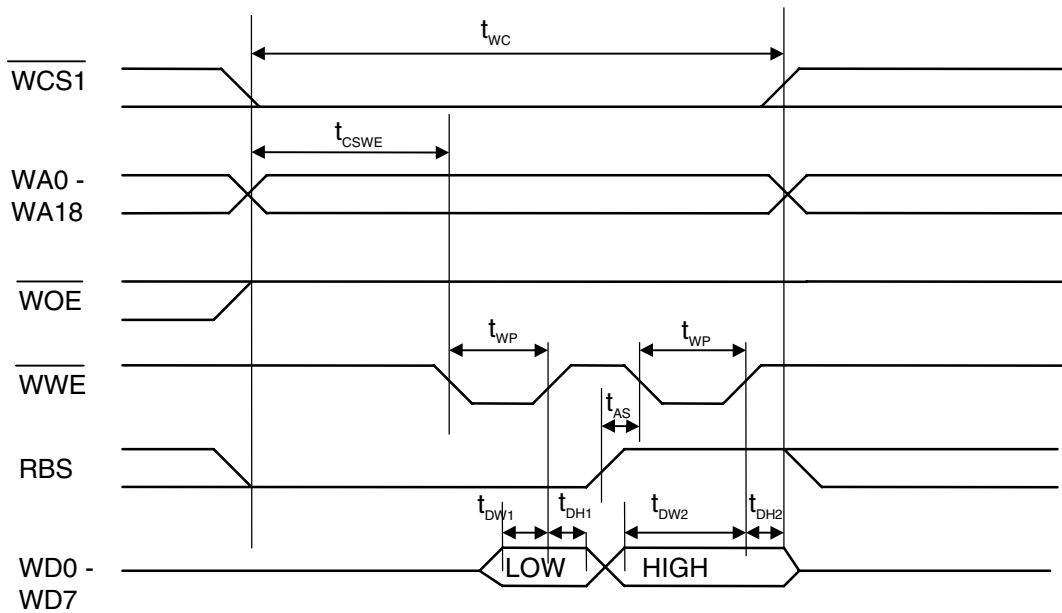 tWC
WCS1
tCSWE
WA0 -
WA18
WOE
tWP tWP
WWE
tAS
RBS
tDW1 tDH1 tDW2 tDH2
WD0 -
WD7
LOW HIGH